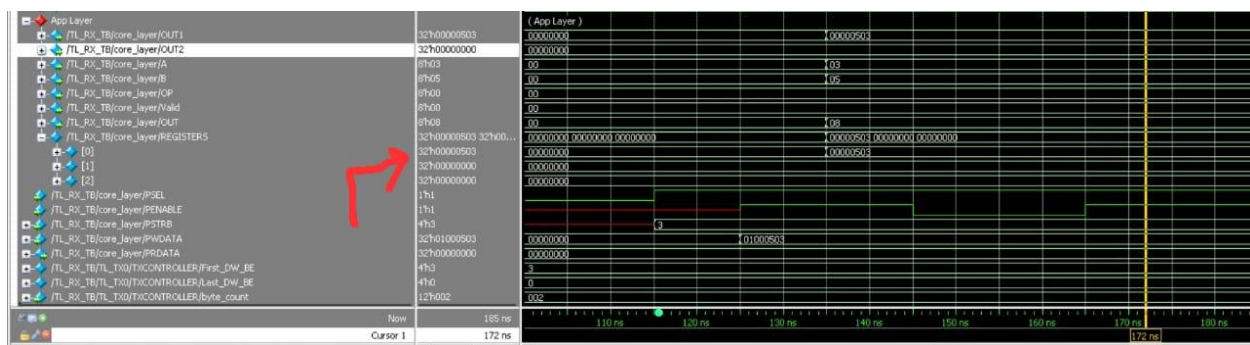 App Layer ( App Layer )
/TL_RX_TB/core_layer/OUT1 32'h00000503 00000000 00000503
/TL_RX_TB/core_layer/OUT2 32'h00000000 00000000
/TL_RX_TB/core_layer/A 8'h03 00 03
/TL_RX_TB/core_layer/B 8'h05 00 05
/TL_RX_TB/core_layer/OP 8'h00 00
/TL_RX_TB/core_layer/Valid 8'h00 00
/TL_RX_TB/core_layer/OUT 8'h08 00 08
/TL_RX_TB/core_layer/REGISTERS 32'h00000503 32'h00... 00000000 00000000 00000000 00000503 00000000 00000000
[0] 32'h00000503 00000000 00000503
[1] 32'h00000000 00000000
[2] 32'h00000000 00000000
/TL_RX_TB/core_layer/PSEL 1'h1
/TL_RX_TB/core_layer/PENABLE 1'h1
/TL_RX_TB/core_layer/PSTRB 4'h3 3
/TL_RX_TB/core_layer/PWDATA 32'h01000503 00000000 01000503
/TL_RX_TB/core_layer/PRDATA 32'h00000000 00000000
/TL_RX_TB/TL_TX0/TXCONTROLLER/First_DW_BE 4'h3 3
/TL_RX_TB/TL_TX0/TXCONTROLLER/Last_DW_BE 4'h0 0
/TL_RX_TB/TL_TX0/TXCONTROLLER/byte_count 12'h002 002
Now 185 ns 110 ns 120 ns 130 ns 140 ns 150 ns 160 ns 170 ns 180 ns
Cursor 1 172 ns 172 ns